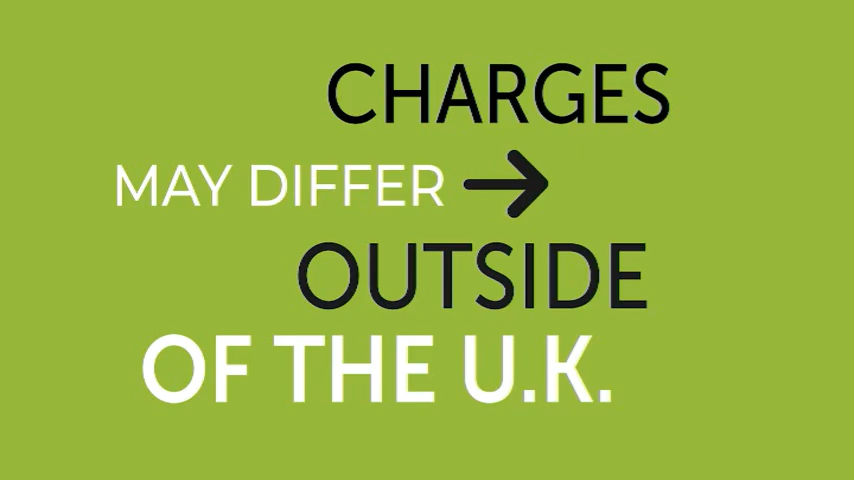 CHARGES
MAY DIFFER →
OUTSIDE
OF THE U.K.